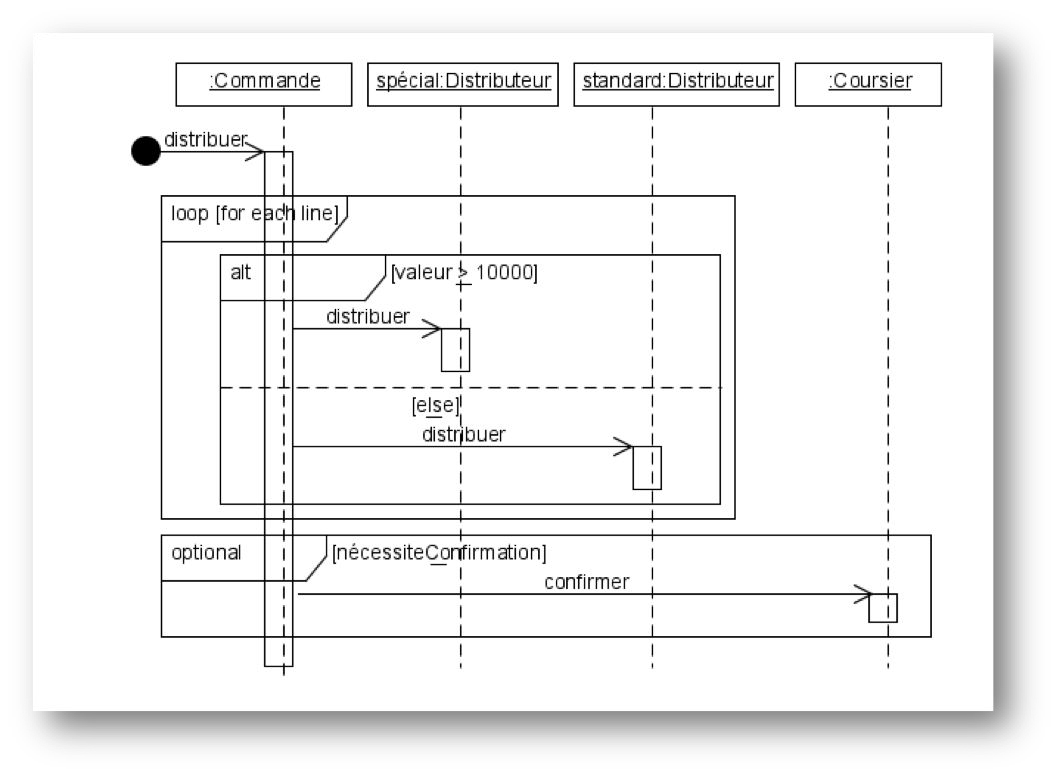 :Commande
spécial:Distributeur
standard:Distributeur
:Coursier
distribuer
loop [for each line]
alt
[valeur > 10000]
distribuer
[else]
distribuer
optional
[nécessiteConfirmation]
confirmer